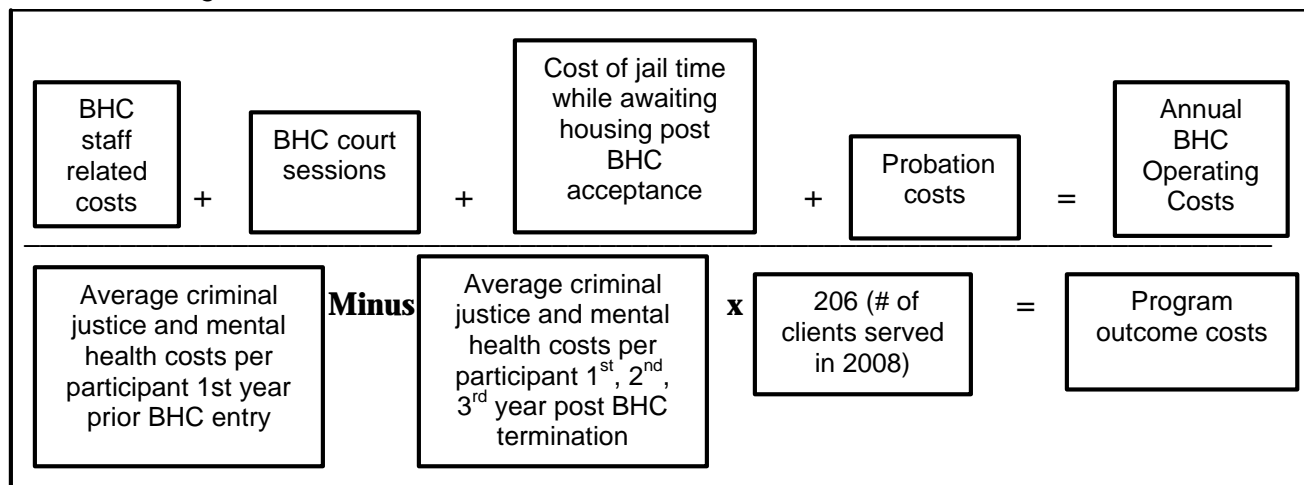 BHC
staff
related
costs
+
BHC court
sessions
+
Cost of jail time
while awaiting
housing post
BHC
acceptance
+
Probation
costs
=
Annual
BHC
Operating
Costs
Average criminal
justice and mental
health costs per
participant 1st year
prior BHC entry
Minus
Average criminal
justice and mental
health costs per
participant 1st, 2nd,
3rd year post BHC
termination
x
206 (# of
clients served
in 2008)
=
Program
outcome costs